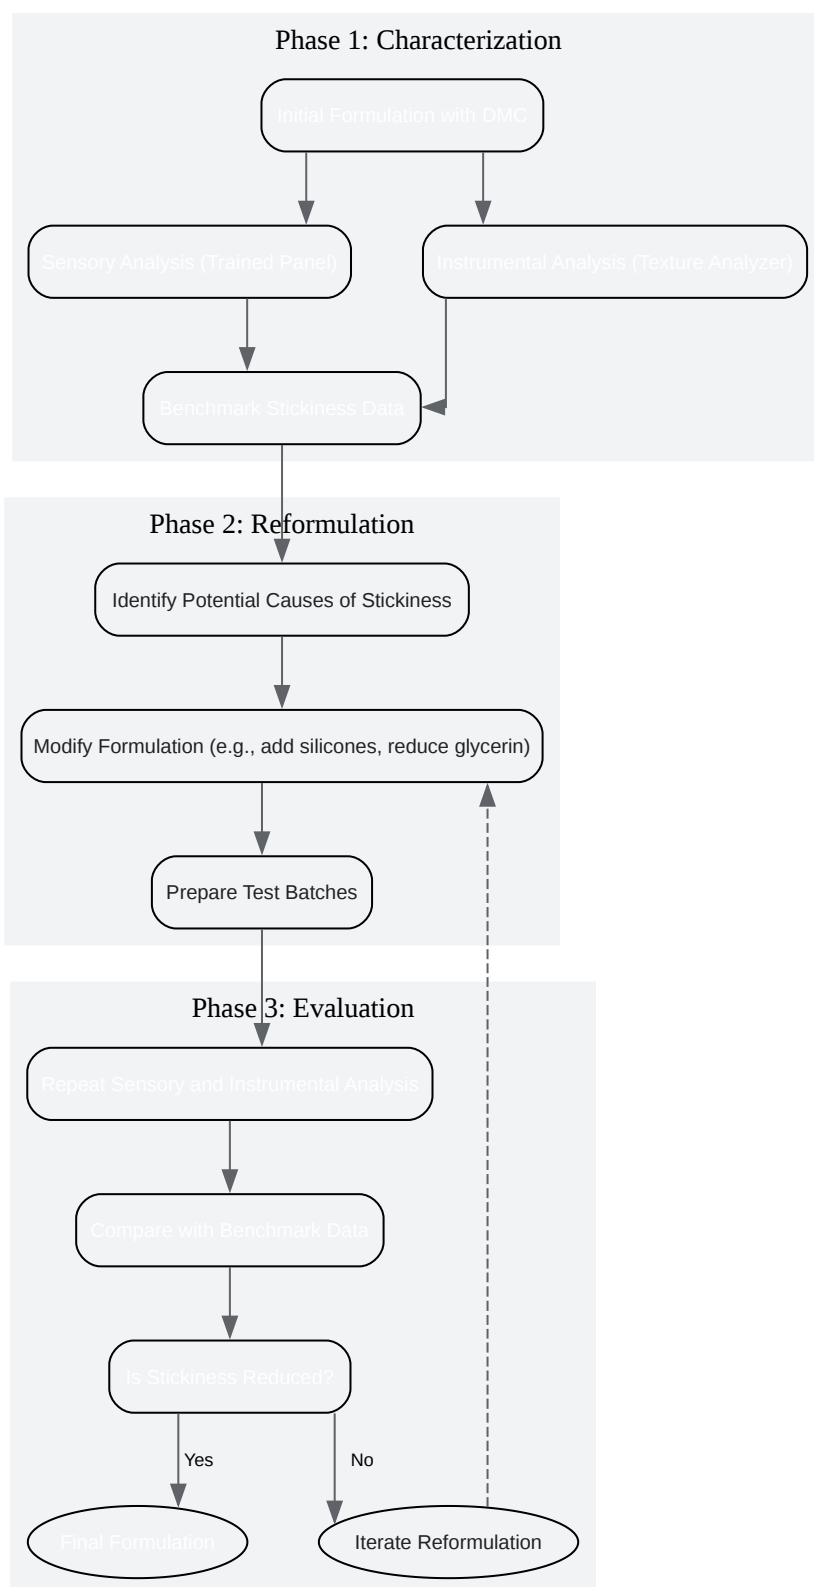 Phase 1: Characterization
Initial Formulation with DMC
Sensory Analysis (Trained Panel)
Instrumental Analysis (Texture Analyzer)
Benchmark Stickiness Data
Phase 2: Reformulation
Identify Potential Causes of Stickiness
Modify Formulation (e.g., add silicones, reduce glycerin)
Prepare Test Batches
Phase 3: Evaluation
Repeat Sensory and Instrumental Analysis
Compare with Benchmark Data
Is Stickiness Reduced?
Yes
No
Final Formulation
Iterate Reformulation